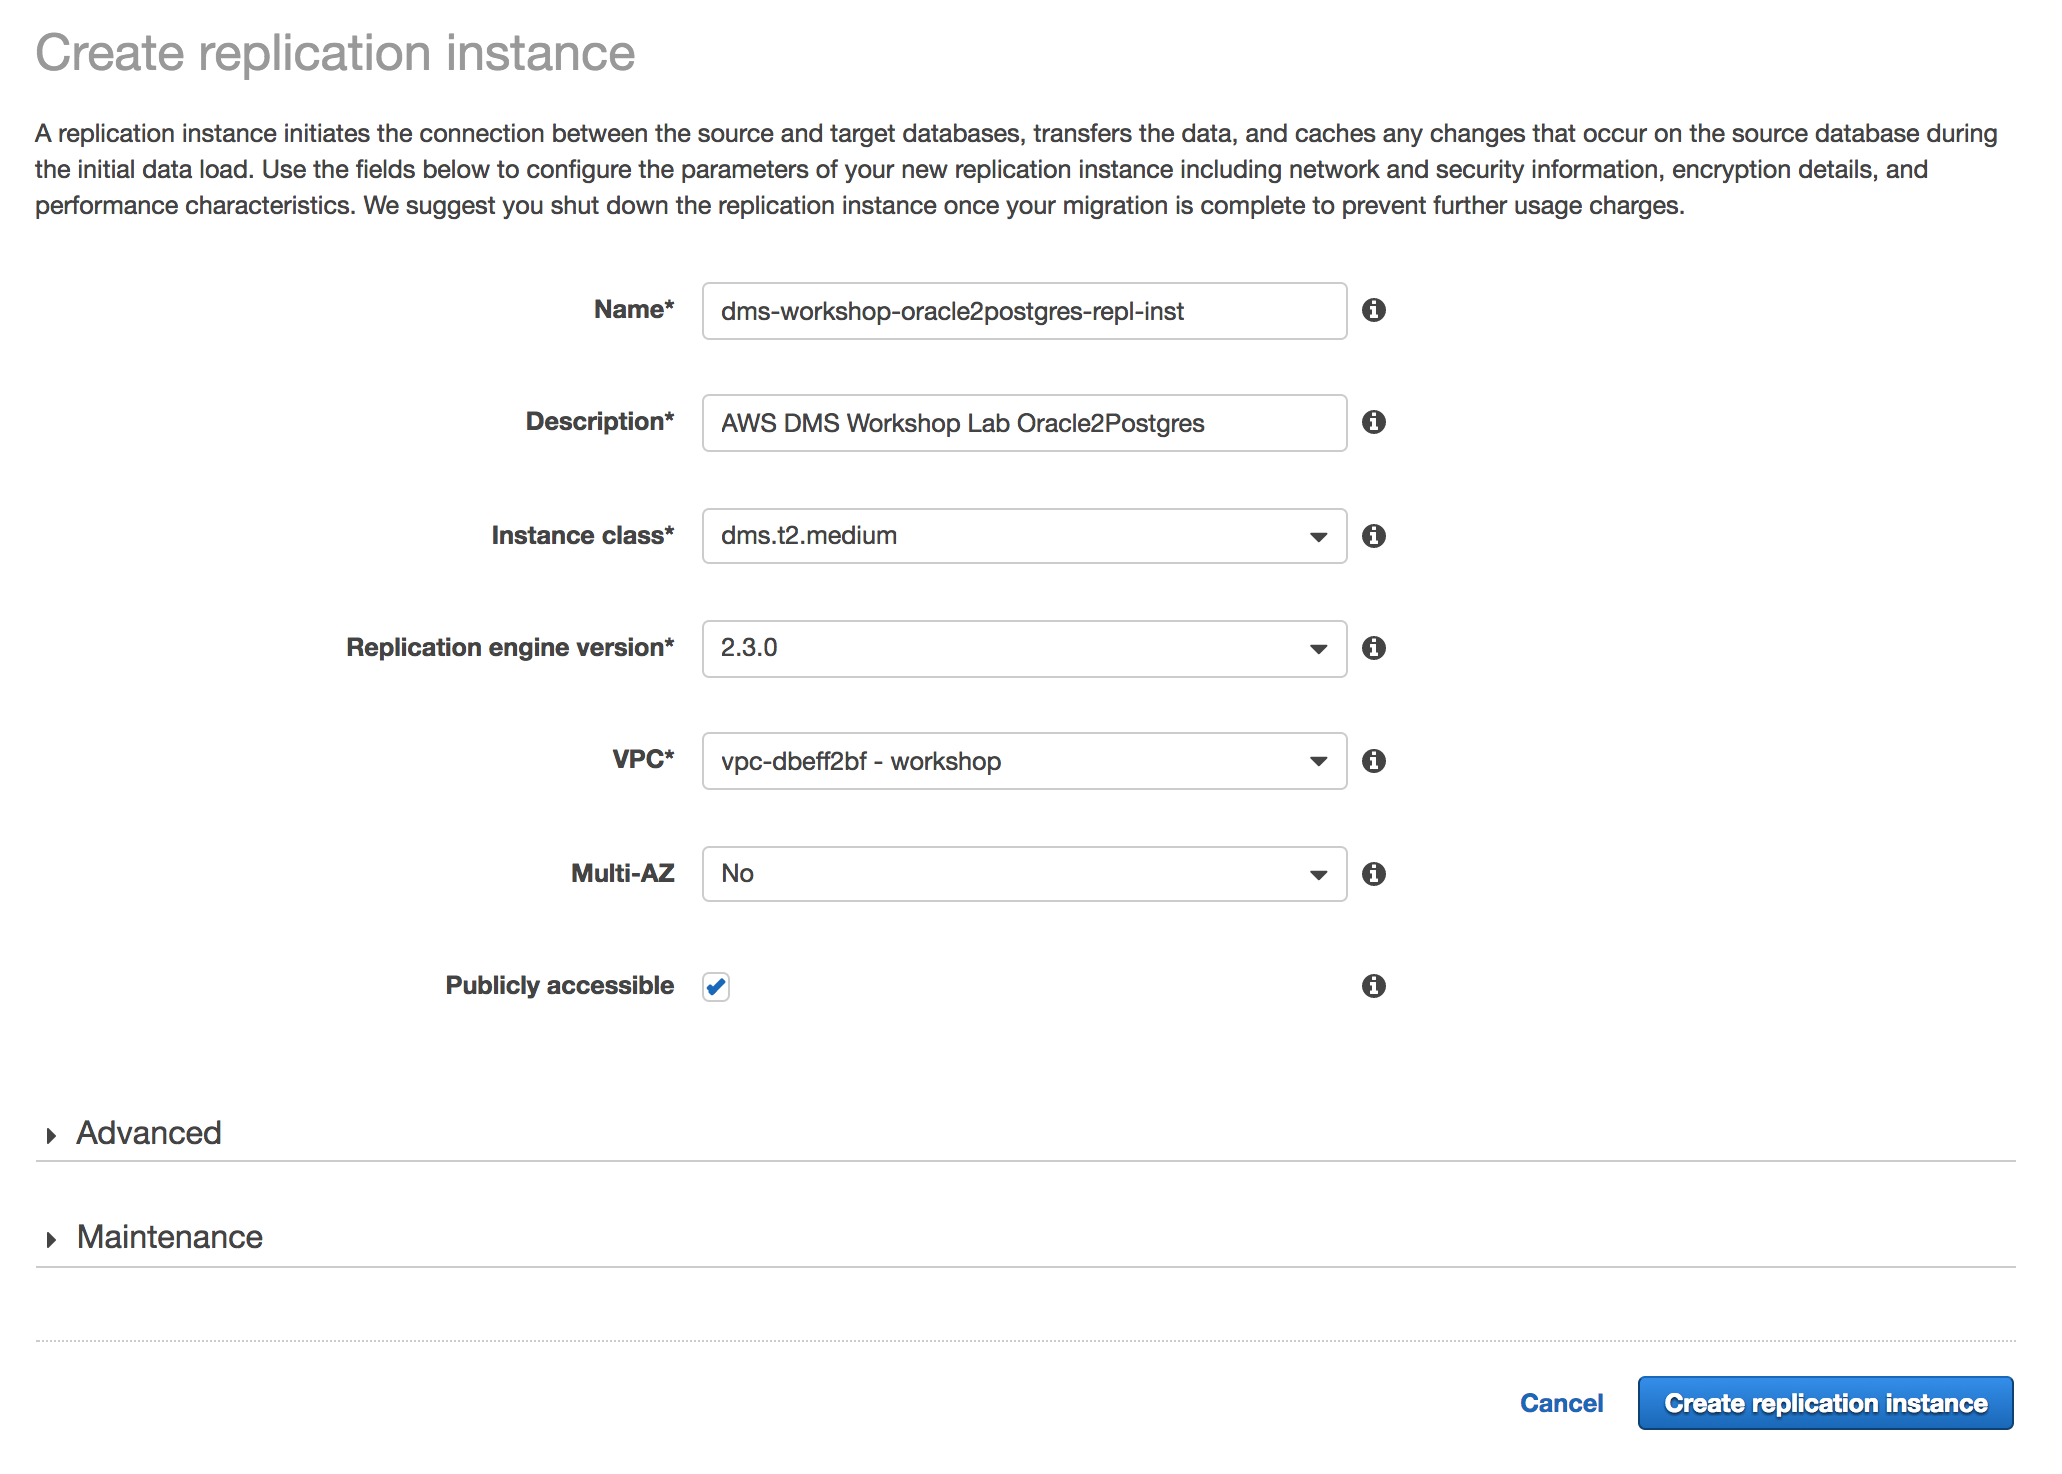 Create replication instance
A replication instance initiates the connection between the source and target databases, transfers the data, and caches any changes that occur on the source database during
the initial data load. Use the fields below to configure the parameters of your new replication instance including network and security information, encryption details, and
performance characteristics. We suggest you shut down the replication instance once your migration is complete to prevent further usage charges.
Name* dms-workshop-oracle2postgres-repl-inst
Description* AWS DMS Workshop Lab Oracle2Postgres
Instance class* dms.t2.medium
Replication engine version* 2.3.0
VPC* vpc-dbeff2bf - workshop
Multi-AZ No
Publicly accessible
Advanced
Maintenance
Cancel Create replication instance